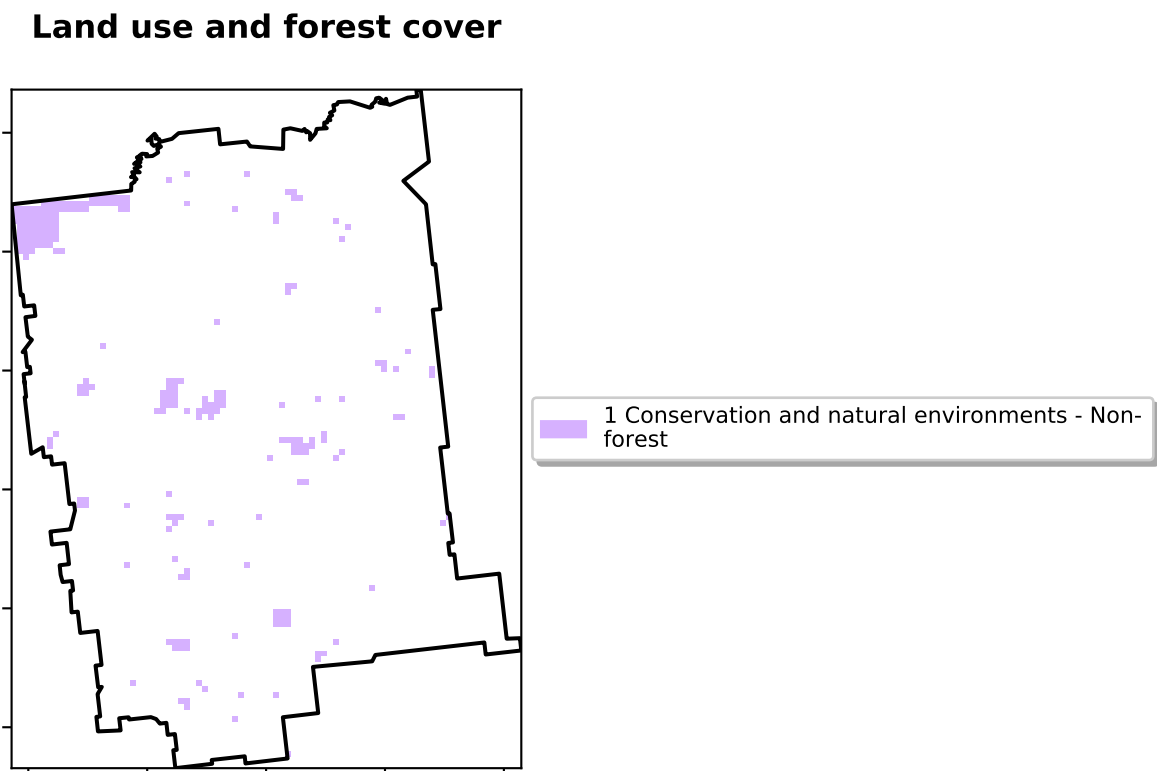 Land use and forest cover
1 Conservation and natural environments - Non-
forest